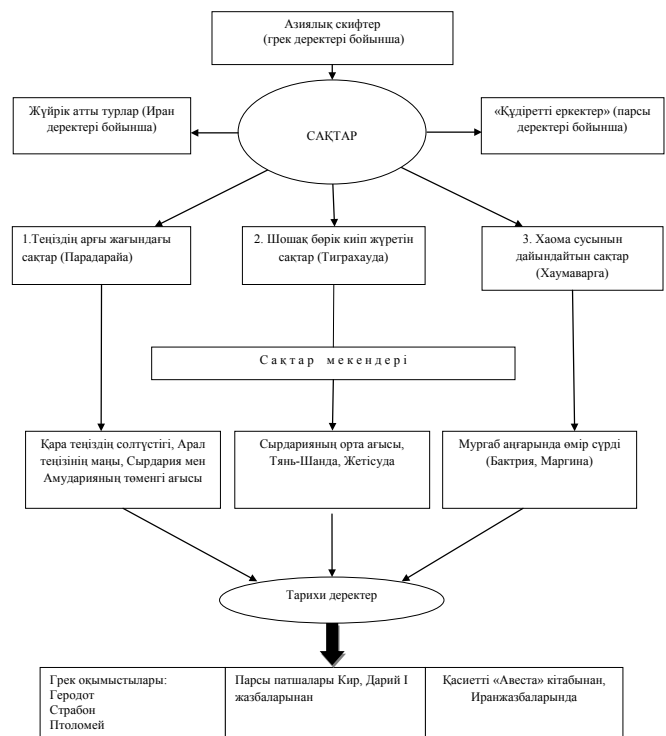 Азиялық скифтер
(грек деректері бойынша)
Жүйрік атты турлар (Иран
деректері бойынша)
САҚТАР
«Құдіретті еркектер» (парсы
деректері бойынша)
1.Теңіздің арғы жағындағы
сақтар (Парадарайа)
2. Шошақ бөрік киіп жүретін
сақтар (Тиграхауда)
3. Хаома сусынын
дайындайтын сақтар
(Хаумаварга)
Сақтар мекендері
Қара теңіздің солтүстігі, Арал
теңізінің маңы, Сырдария мен
Амударияның төменгі ағысы
Сырдарияның орта ағысы,
Тянь-Шанда, Жетісуда
Мургаб аңғарында өмір сүрді
(Бактрия, Маргина)
Тарихи деректер
Грек оқымыстылары:
Геродот
Страбон
Птоломей
Парсы патшалары Кир, Дарий I
жазбаларынан
Қасиетті «Авеста» кітабынан,
Иранжазбаларында